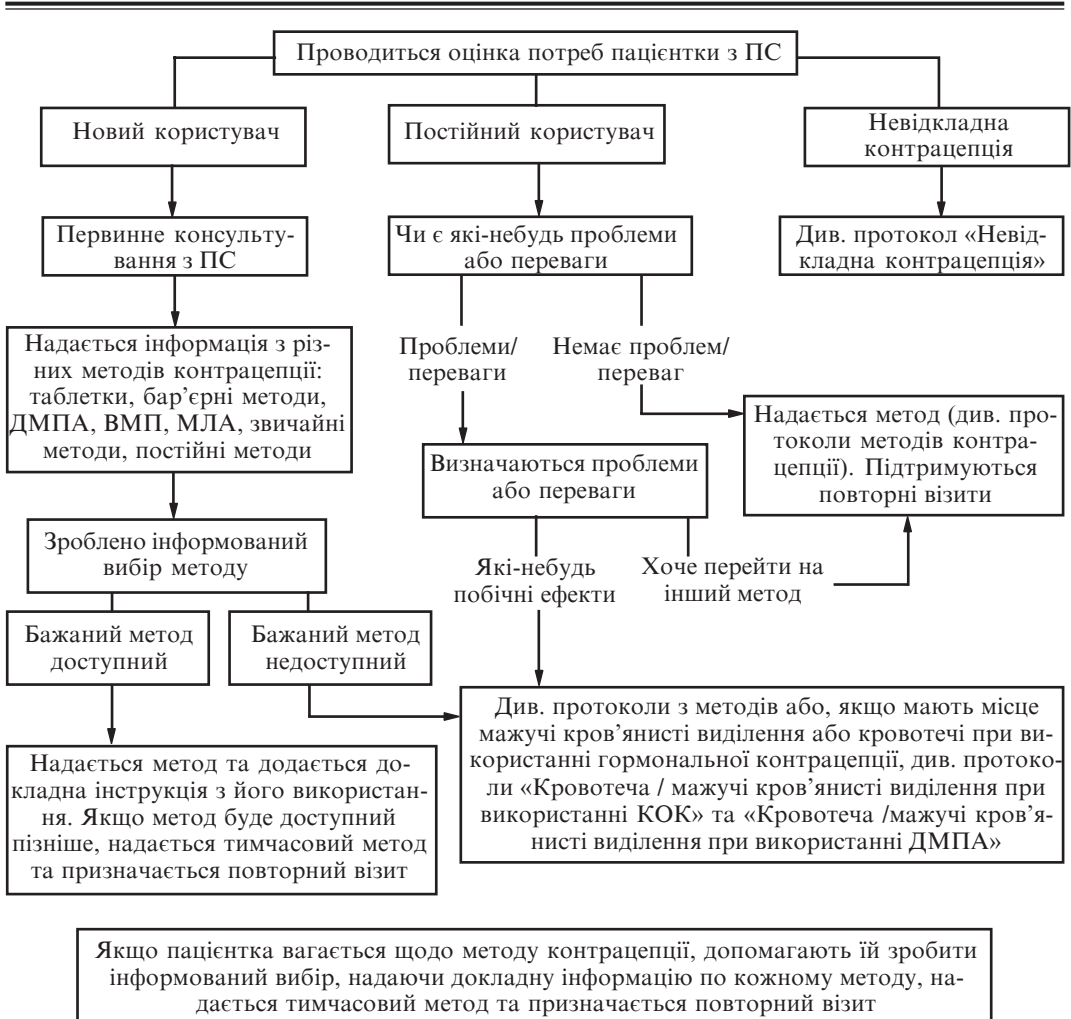 Проводиться оцінка потреб пацієнтки з ПС
Новий користувач
Постійний користувач
Невідкладна
контрацепція
Первинне консульту-
вання з ПС
Чи є які-небудь проблеми
або переваги
Див. протокол «Невід-
кладна контрацепція»
Надається інформація з різ-
них методів контрацепції:
таблетки, бар’єрні методи,
ДМПА, ВМП, МЛА, звичайні
методи, постійні методи
Проблеми/
переваги
Немає проблем/
переваг
Визначаються проблеми
або переваги
Надається метод (див. про-
токоли методів контра-
цепції). Підтримуються
повторні візити
Зроблено інформований
вибір методу
Які-небудь
побічні ефекти
Хоче перейти на
інший метод
Бажаний метод
доступний
Бажаний метод
недоступний
Надається метод та додається до-
кладна інструкція з його використан-
ня. Якщо метод буде доступний
пізніше, надається тимчасовий метод
та призначається повторний візит
Див. протоколи з методів або, якщо мають місце
мажучі кров’янисті виділення або кровотечі при ви-
користанні гормональної контрацепції, див. протоко-
ли «Кровотеча / мажучі кров’янисті виділення при
використанні КОК» та «Кровотеча /мажучі кров’я-
нисті виділення при використанні ДМПА»
Якщо пацієнтка вагається щодо методу контрацепції, допомагають їй зробити
інформований вибір, надаючи докладну інформацію по кожному методу, на-
дається тимчасовий метод та призначається повторний візит